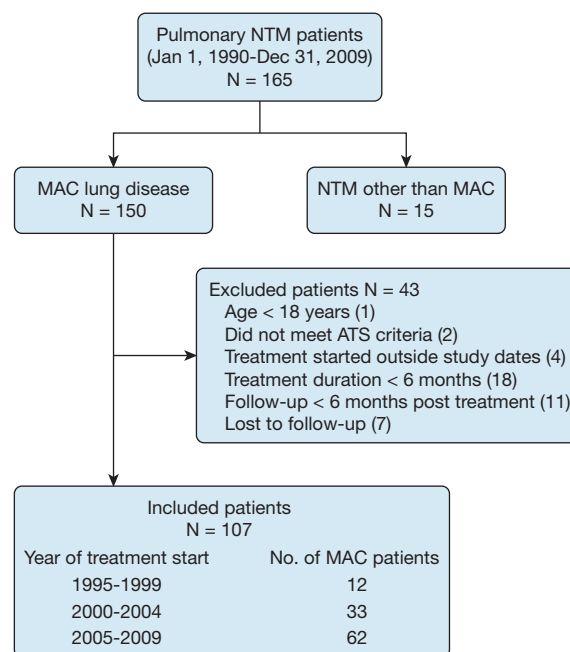 Pulmonary NTM patients
(Jan 1, 1990-Dec 31, 2009)
N = 165
MAC lung disease
N = 150
NTM other than MAC
N = 15
Excluded patients N = 43
Age < 18 years (1)
Did not meet ATS criteria (2)
Treatment started outside study dates (4)
Treatment duration < 6 months (18)
Follow-up < 6 months post treatment (11)
Lost to follow-up (7)
Included patients
N = 107
Year of treatment start No. of MAC patients
1995-1999 12
2000-2004 33
2005-2009 62